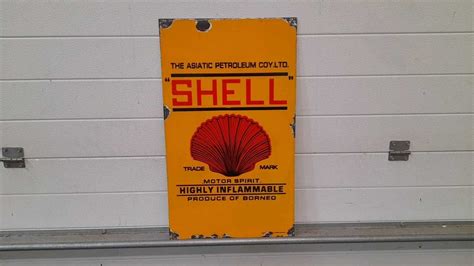 THE ASIATIC PETROLEUM COY.LTD.
"SHELL"
TRADE MARK
MOTOR SPIRIT
HIGHLY INFLAMMABLE
PRODUCE OF BORNEO